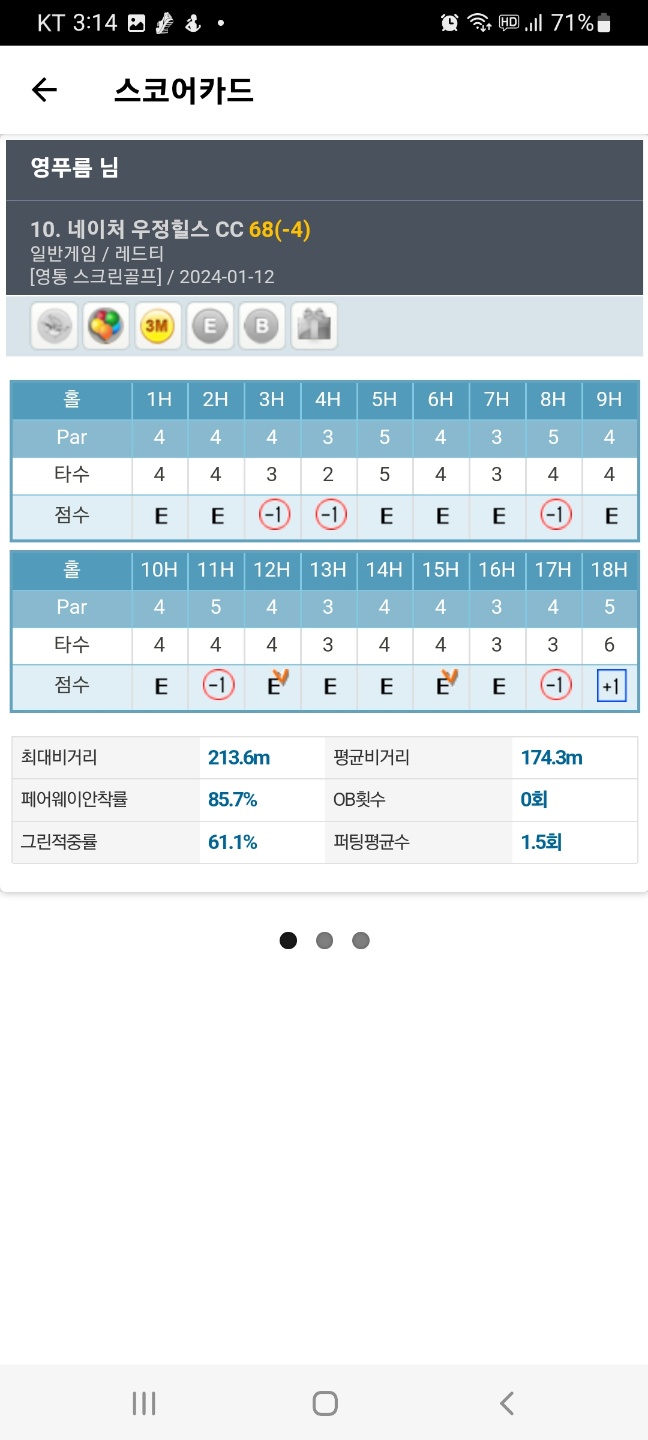 KT 3:14 HD 71%
스코어카드
영푸름 님
10. 네이처 우정힐스 CC 68(-4)
일반게임 / 레드티
[영통 스크린골프] / 2024-01-12
3M E B
홀 1H 2H 3H 4H 5H 6H 7H 8H 9H
Par 4 4 4 3 5 4 3 5 4
타수 4 4 3 2 5 4 3 4 4
점수 E E -1 -1 E E E -1 E
홀 10H 11H 12H 13H 14H 15H 16H 17H 18H
Par 4 5 4 3 4 4 3 4 5
타수 4 4 4 3 4 4 3 3 6
점수 E -1 E E E E E -1 +1
최대비거리 213.6m 평균비거리 174.3m
페어웨이안착률 85.7% OB횟수 0회
그린적중률 61.1% 퍼팅평균수 1.5회